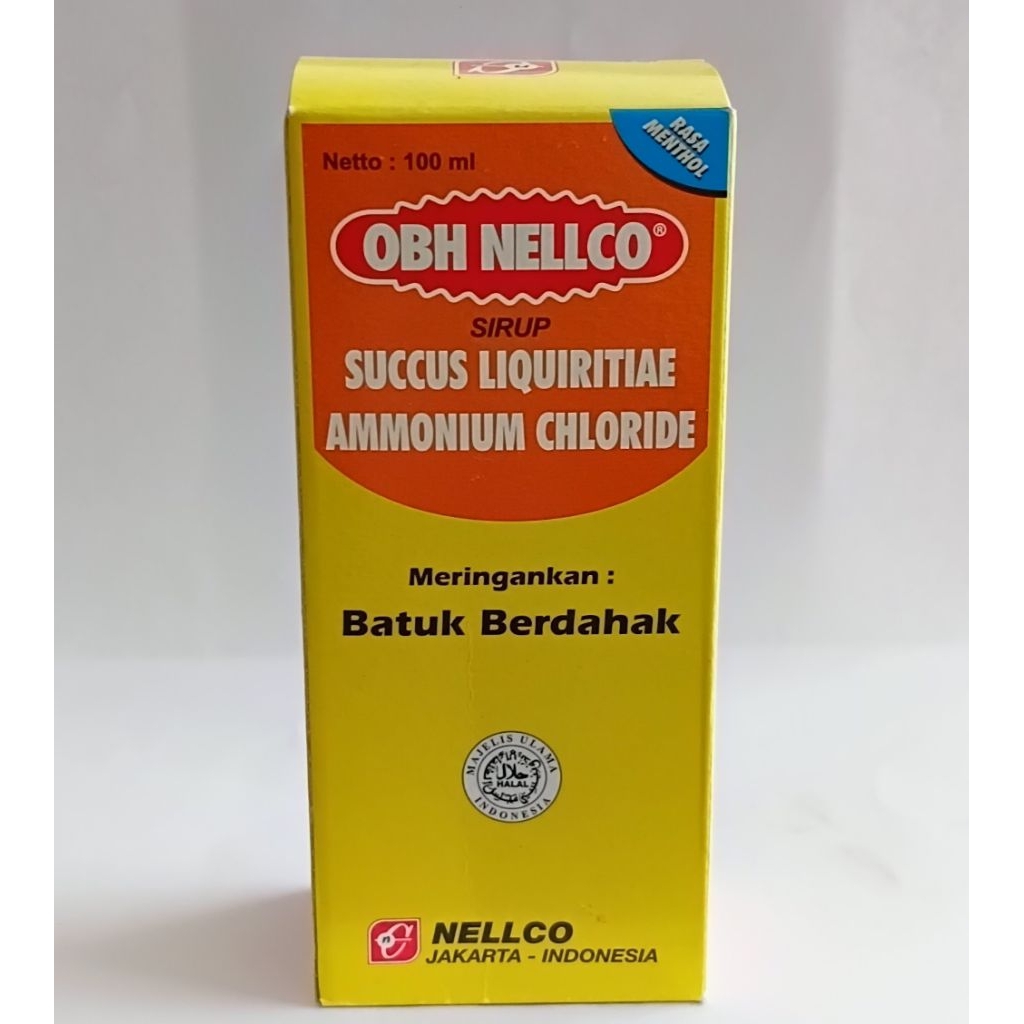 RASA
MENTHOL
Netto : 100 ml
OBH NELLCO®
SIRUP
SUCCUS LIQUIRITIAE
AMMONIUM CHLORIDE
Meringankan :
Batuk Berdahak
MAJELIS ULAMA
حلال
HALAL
INDONESIA
NELLCO
JAKARTA - INDONESIA